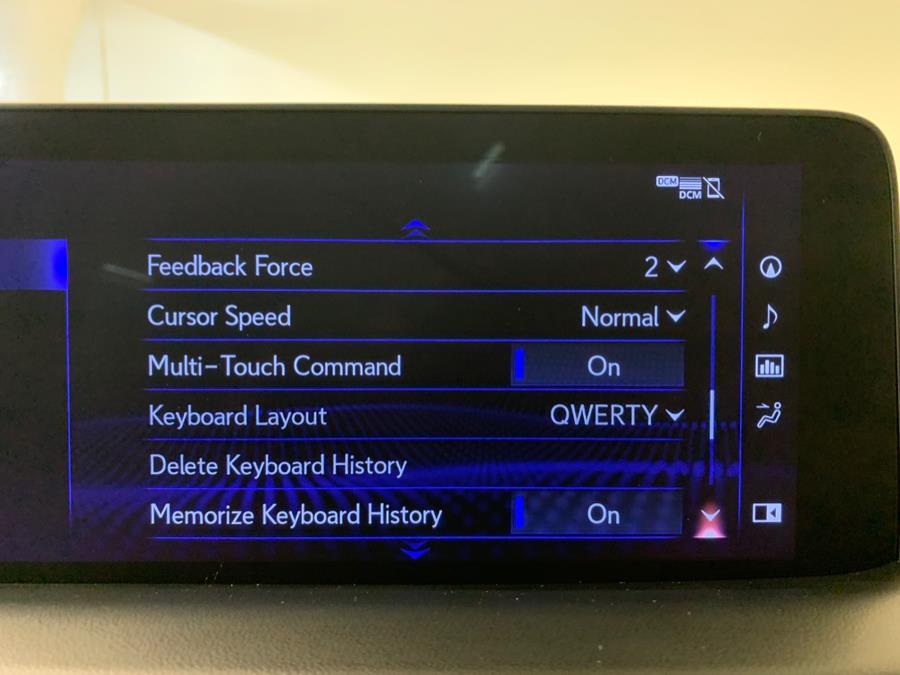 DCM
DCM
Feedback Force 2
Cursor Speed Normal
Multi-Touch Command On
Keyboard Layout QWERTY
Delete Keyboard History
Memorize Keyboard History On